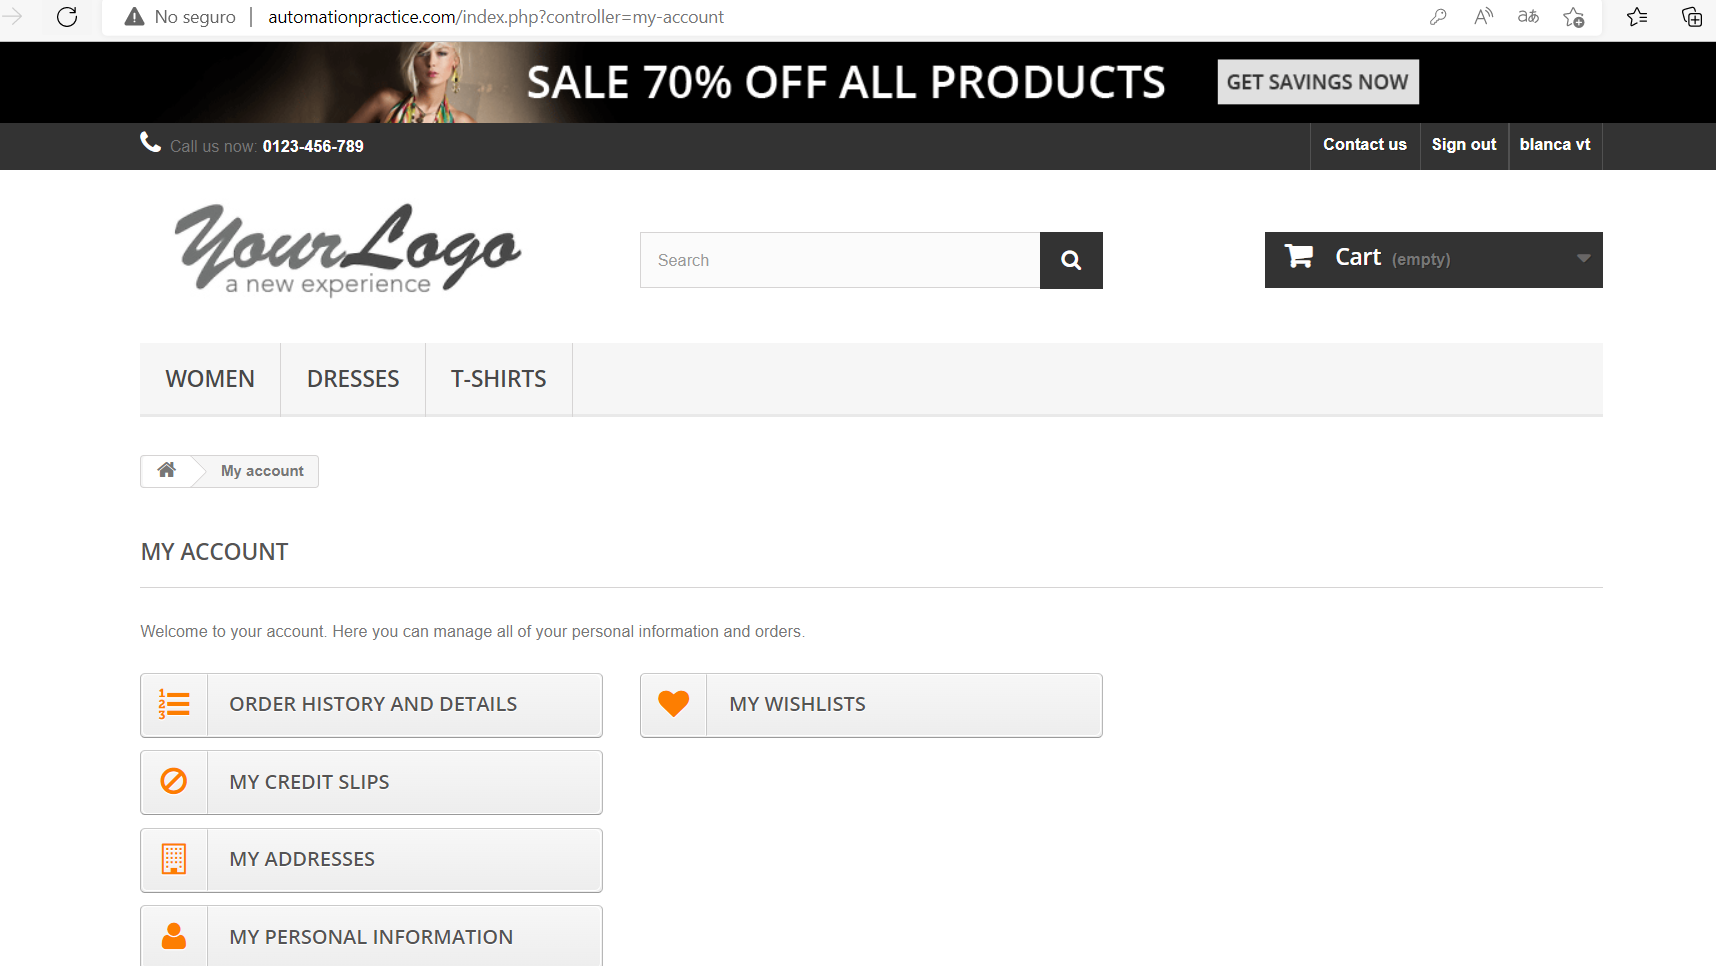 No seguro | automationpractice.com/index.php?controller=my-account
SALE 70% OFF ALL PRODUCTS GET SAVINGS NOW
Call us now: 0123-456-789 Contact us Sign out blanca vt
Your Logo
a new experience
Search
Cart (empty)
WOMEN DRESSES T-SHIRTS
My account
MY ACCOUNT
Welcome to your account. Here you can manage all of your personal information and orders.
ORDER HISTORY AND DETAILS MY WISHLISTS
MY CREDIT SLIPS
MY ADDRESSES
MY PERSONAL INFORMATION